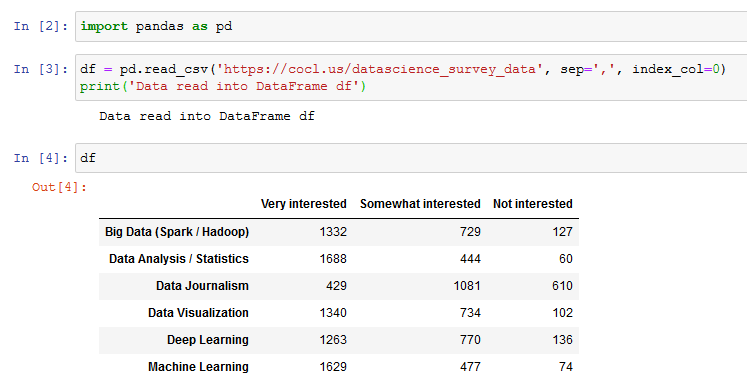 In [2]: import pandas as pd
In [3]: df = pd.read_csv('https://cocl.us/datascience_survey_data', sep=',', index_col=0)
print('Data read into DataFrame df')
Data read into DataFrame df
In [4]: df
Out[4]:
Very interested Somewhat interested Not interested
Big Data (Spark / Hadoop) 1332 729 127
Data Analysis / Statistics 1688 444 60
Data Journalism 429 1081 610
Data Visualization 1340 734 102
Deep Learning 1263 770 136
Machine Learning 1629 477 74